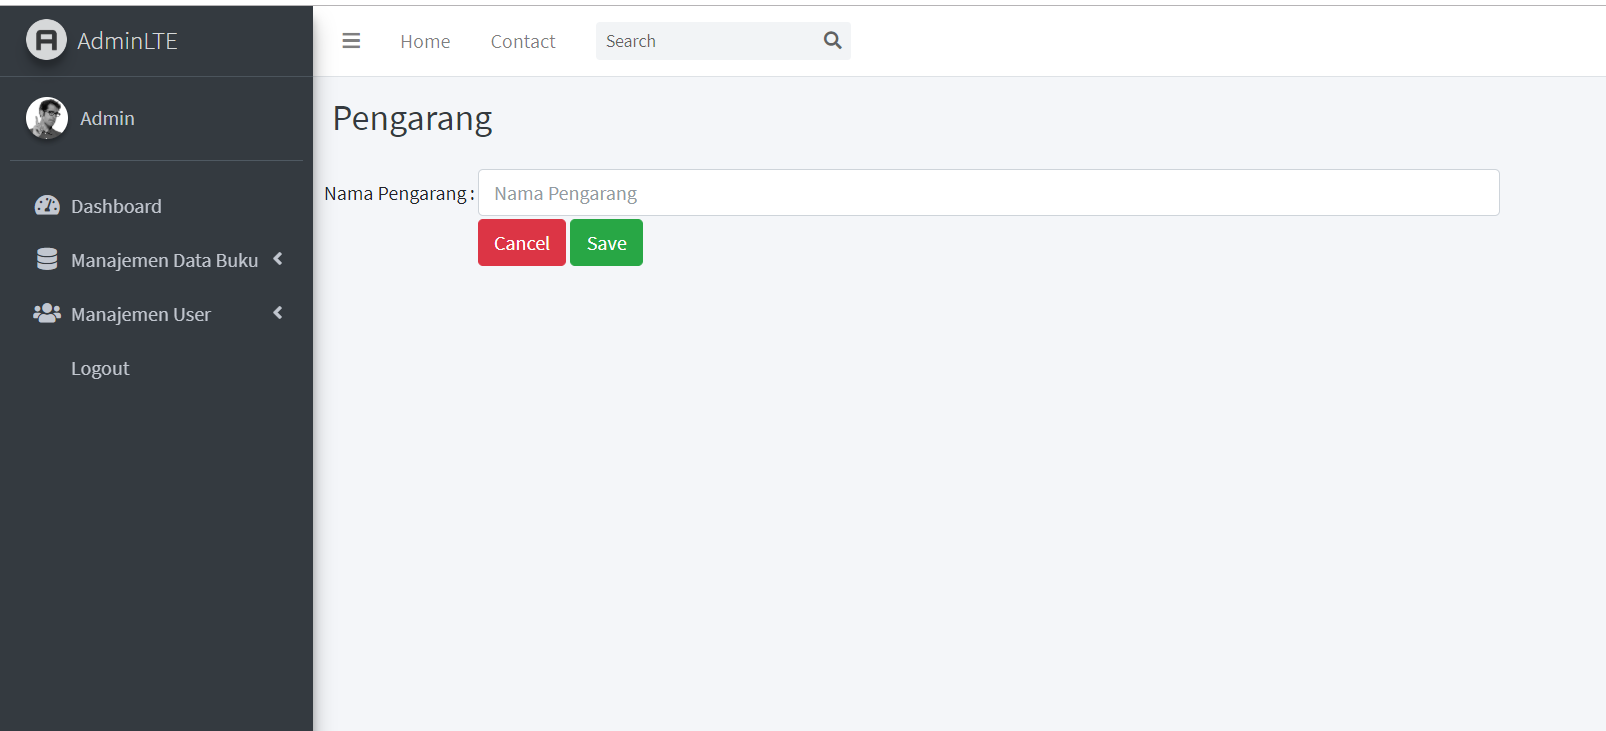 AdminLTE
Home
Contact
Search
Admin
Dashboard
Manajemen Data Buku
Manajemen User
Logout
Pengarang
Nama Pengarang : Nama Pengarang
Cancel Save